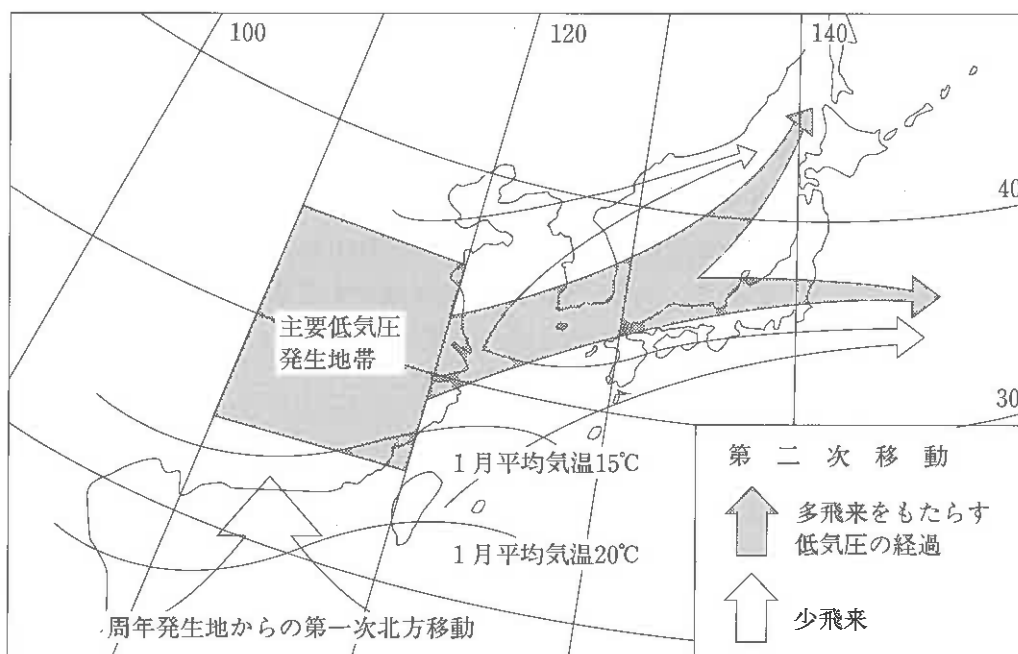 100
120
140
40
主要低気圧
発生地帯
30
1月平均気温15℃
1月平均気温20℃
周年発生地からの第一次北方移動
第二次移動
多飛来をもたらす
低気圧の経過
少飛来